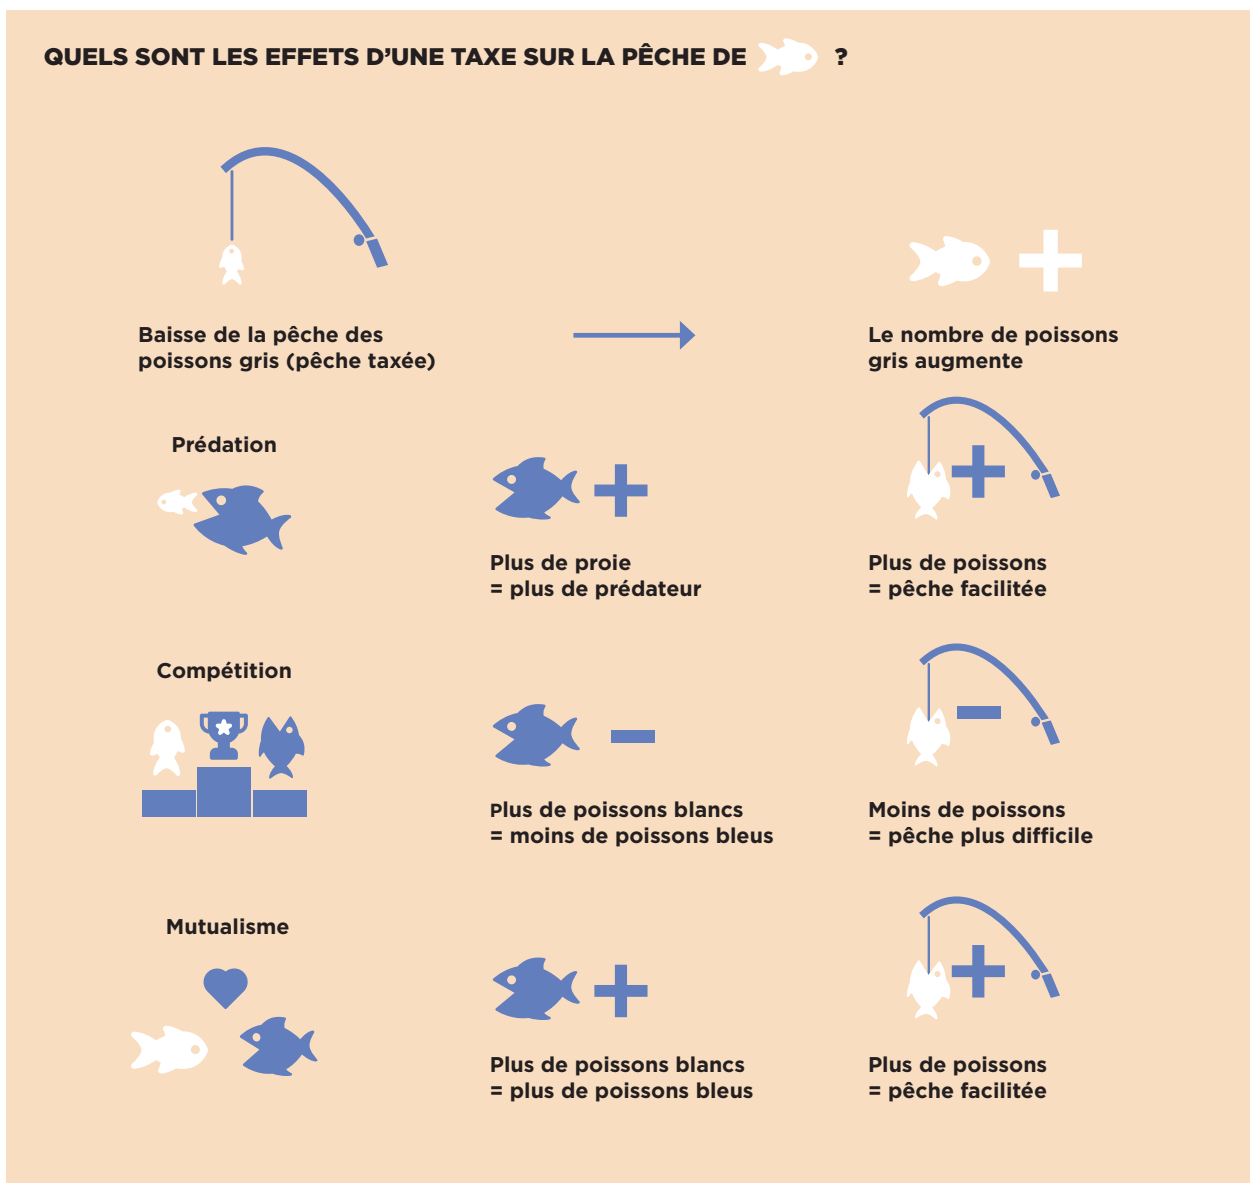 QUELS SONT LES EFFETS D'UNE TAXE SUR LA PÊCHE DE ?
Baisse de la pêche des
poissons gris (pêche taxée)
Le nombre de poissons
gris augmente
Prédation
Plus de proie
= plus de prédateur
Plus de poissons
= pêche facilitée
Compétition
Plus de poissons blancs
= moins de poissons bleus
Moins de poissons
= pêche plus difficile
Mutualisme
Plus de poissons blancs
= plus de poissons bleus
Plus de poissons
= pêche facilitée